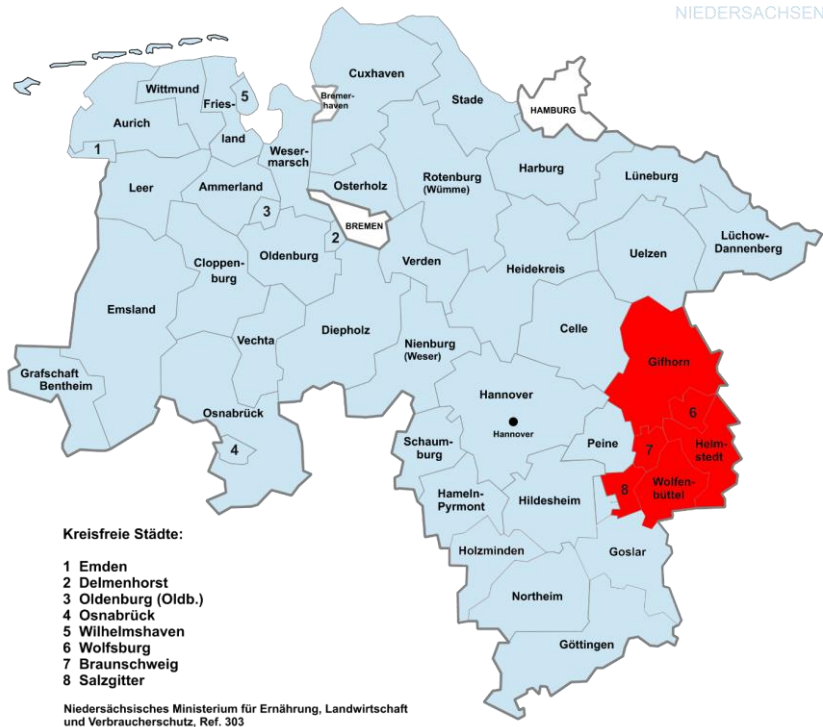 NIEDERSACHSEN
Cuxhaven
Wittmund
Fries-
land
5
Bremer-
haven
Stade
HAMBURG
Aurich
1
Weser-
marsch
Harburg
Leer
Ammerland
Osterholz
Rotenburg
(Wümme)
Lüneburg
3
BREMEN
2
Lüchow-
Dannenberg
Cloppen-
burg
Oldenburg
Verden
Heidekreis
Uelzen
Emsland
Vechta
Diepholz
Nienburg
(Weser)
Celle
Grafschaft
Bentheim
Gifhorn
Hannover
Osnabrück
6
Hannover
4
Schaum-
burg
Peine
7
Helm-
stedt
8
Wolfen-
büttel
Hameln-
Pyrmont
Hildesheim
Holzminden
Goslar
Northeim
Göttingen
Kreisfreie Städte:
1 Emden
2 Delmenhorst
3 Oldenburg (Oldb.)
4 Osnabrück
5 Wilhelmshaven
6 Wolfsburg
7 Braunschweig
8 Salzgitter
Niedersächsisches Ministerium für Ernährung, Landwirtschaft
und Verbraucherschutz, Ref. 303